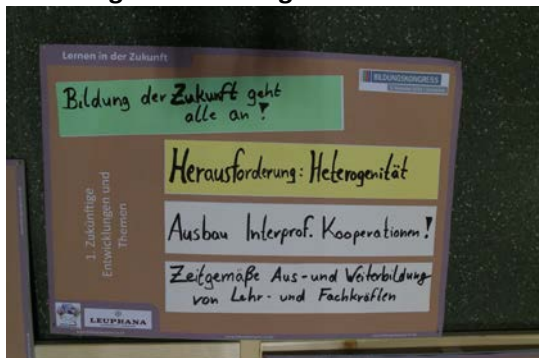 Lernen in der Zukunft
BILDUNGSKONGRESS
Bildung der Zukunft geht
alle an!
Herausforderung: Heterogenität
1. Zukünftige
Entwicklungen und
Themen
Ausbau Interprof. Kooperationen!
Zeitgemäße Aus- und Weiterbildung
von Lehr- und Fachkräften
LEUPHANA